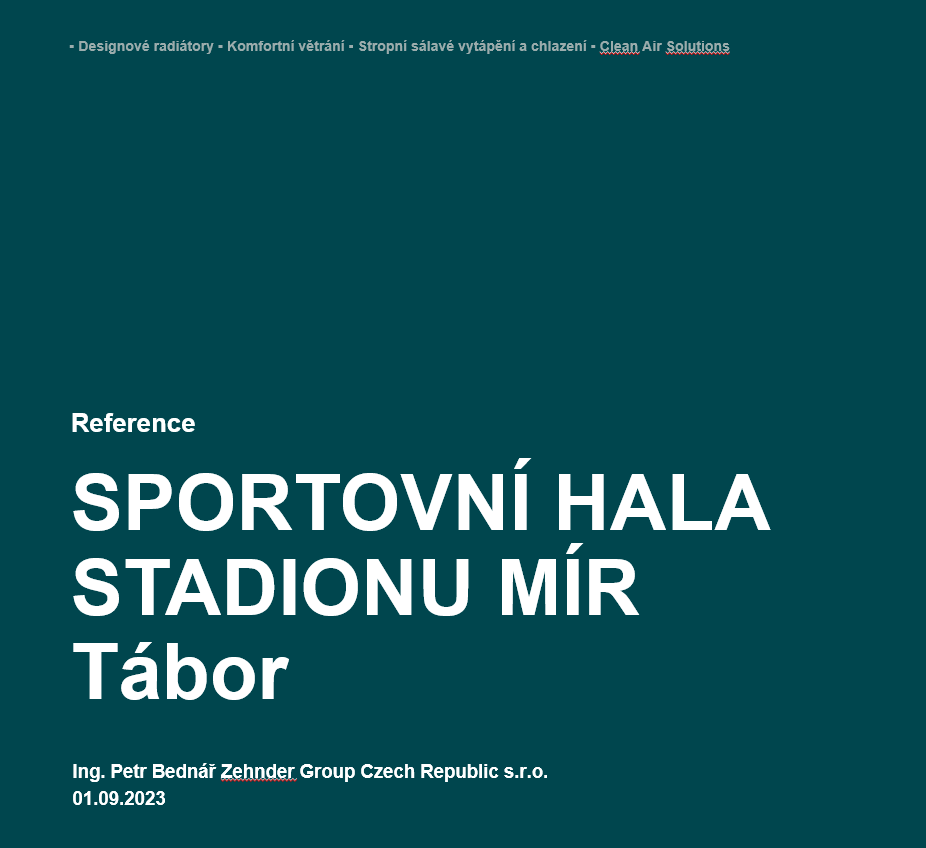 - Designové radiátory - Komfortní větrání - Stropní sálavé vytápění a chlazení - Clean Air Solutions
Reference
SPORTOVNÍ HALA
STADIONU MÍR
Tábor
Ing. Petr Bednář Zehnder Group Czech Republic s.r.o.
01.09.2023